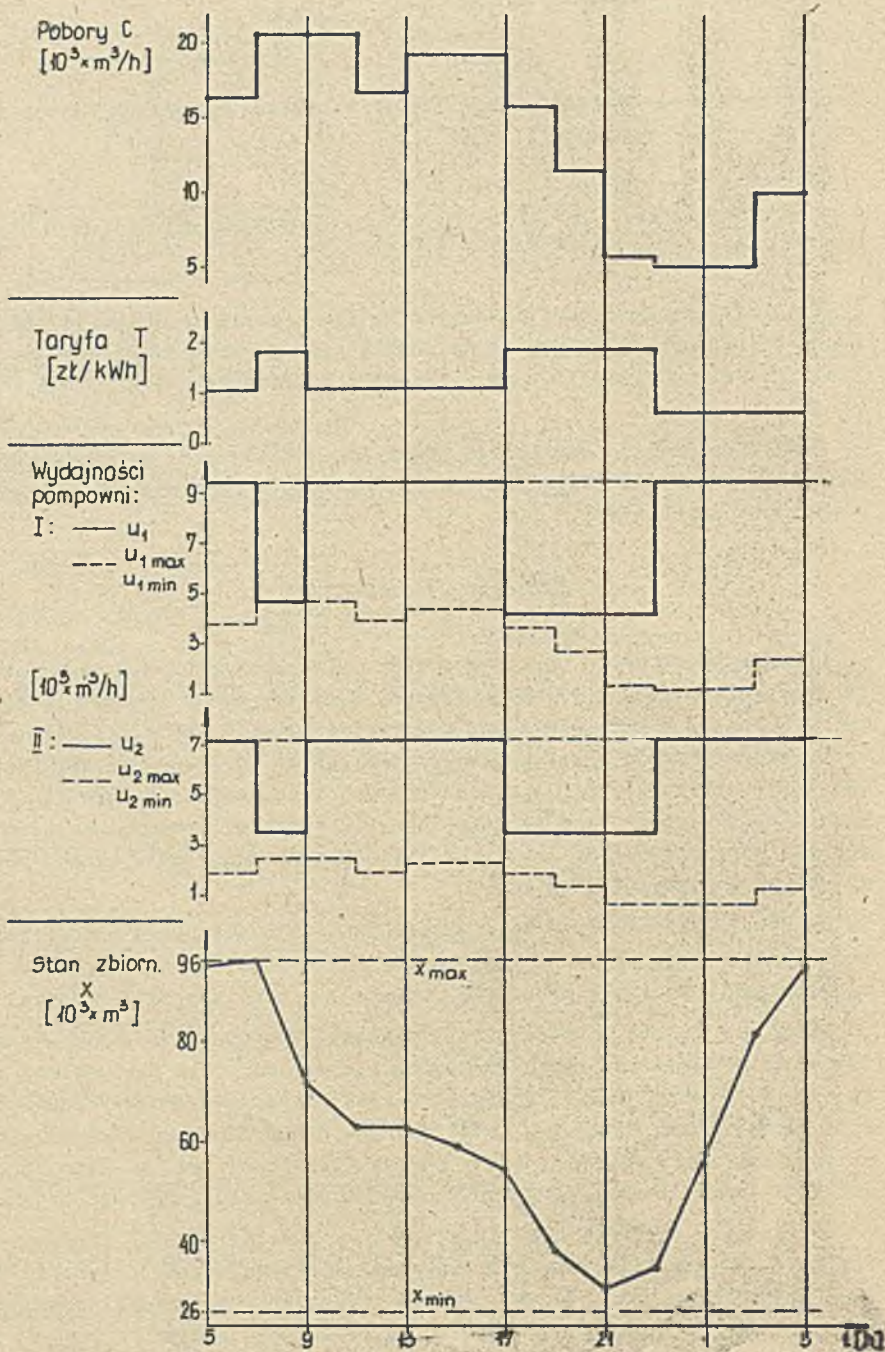 Pobory C
[10³ × m³/h]
20
15
10
5
Taryfa T
[zł/kWh]
2
1
0
Wydajności
pompowni:
I: — u₁
--- u₁ max
u₁ min
9
7
5
3
1
[10³ × m³/h]
II: — u₂
--- u₂ max
u₂ min
7
5
3
1
Stan zbiorn.
X
[10³ × m³]
96
80
60
40
26
x max
x min
5 9 13 17 21 1 5